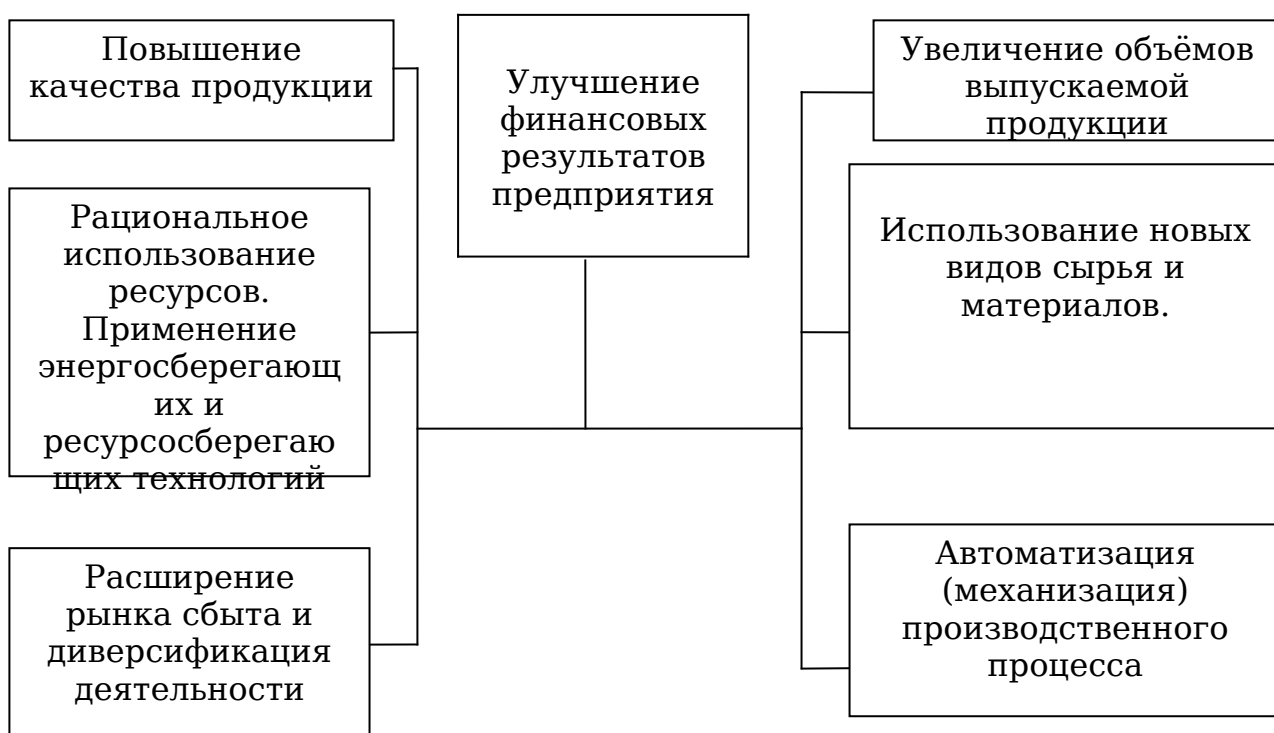 Повышение
качества продукции
Улучшение
финансовых
результатов
предприятия
Увеличение объёмов
выпускаемой
продукции
Рациональное
использование
ресурсов.
Применение
энергосберегающ
их и
ресурсосберегаю
щих технологий
Использование новых
видов сырья и
материалов.
Расширение
рынка сбыта и
диверсификация
деятельности
Автоматизация
(механизация)
производственного
процесса